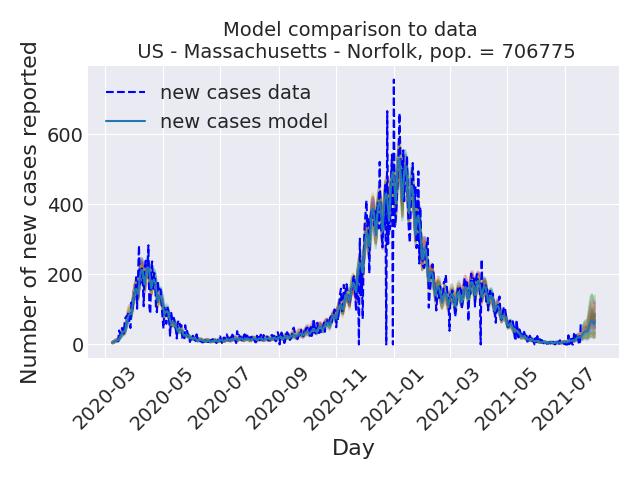 Model comparison to data
US - Massachusetts - Norfolk, pop. = 706775
Number of new cases reported
new cases data
new cases model
600
400
200
0
2020-03
2020-05
2020-07
2020-09
2020-11
2021-01
2021-03
2021-05
2021-07
Day